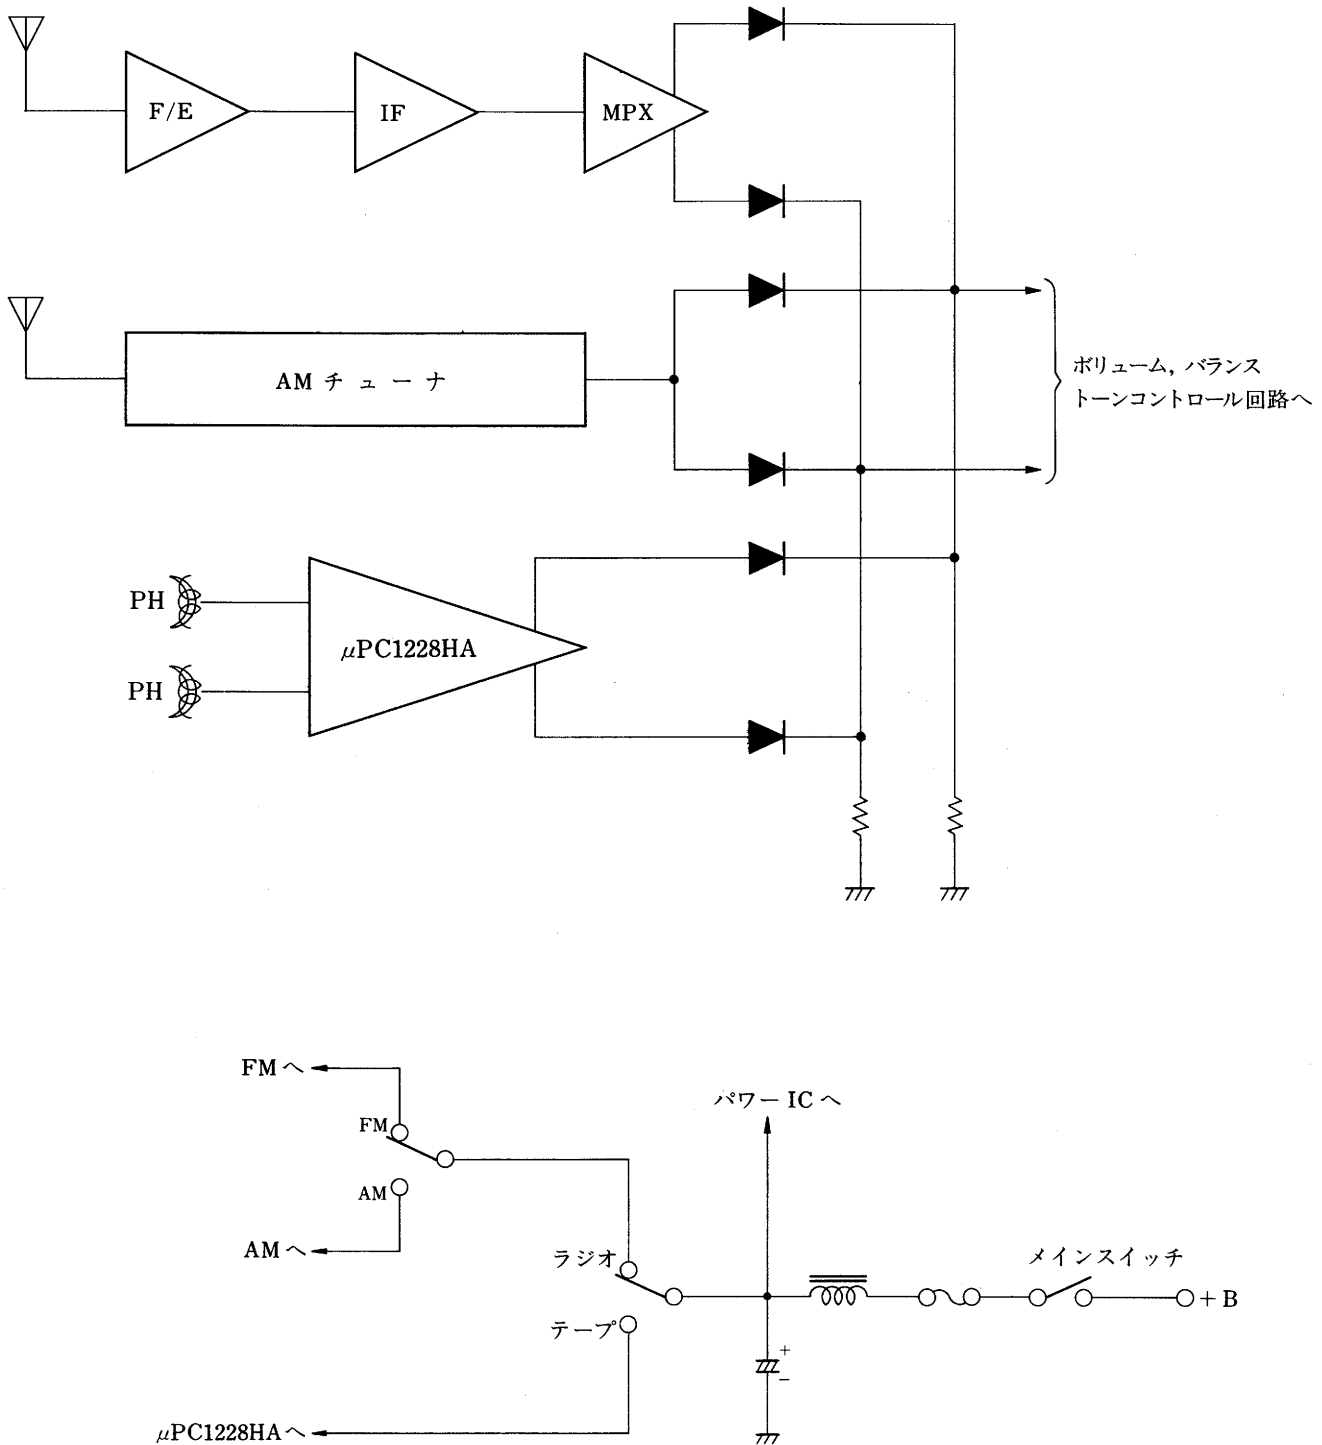 F/E
IF
MPX
AM チューナ
ボリューム, バランス
トーンコントロール回路へ
PH
μPC1228HA
PH
FM へ
パワー IC へ
FM
AM
AM へ
ラジオ
メインスイッチ
+ B
テープ
+
−
μPC1228HA へ